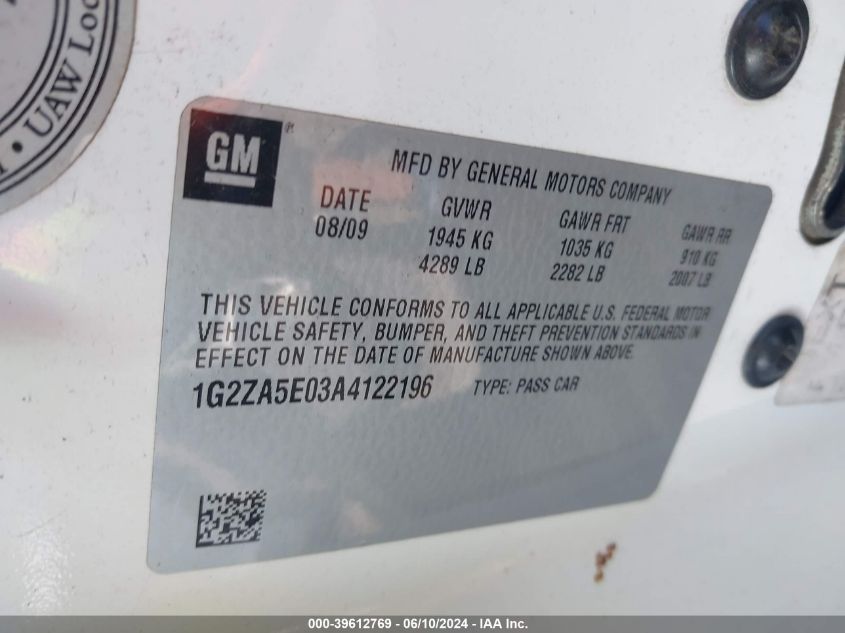 UAW Loc
GM®
MFD BY GENERAL MOTORS COMPANY
DATE GVWR GAWR FRT GAWR RR
08/09 1945 KG 1035 KG 910 KG
4289 LB 2282 LB 2007 LB
THIS VEHICLE CONFORMS TO ALL APPLICABLE U.S. FEDERAL MOTOR
VEHICLE SAFETY, BUMPER, AND THEFT PREVENTION STANDARDS IN
EFFECT ON THE DATE OF MANUFACTURE SHOWN ABOVE.
1G2ZA5E03A4122196 TYPE: PASS CAR
000-39612769 - 06/10/2024 - IAA Inc.